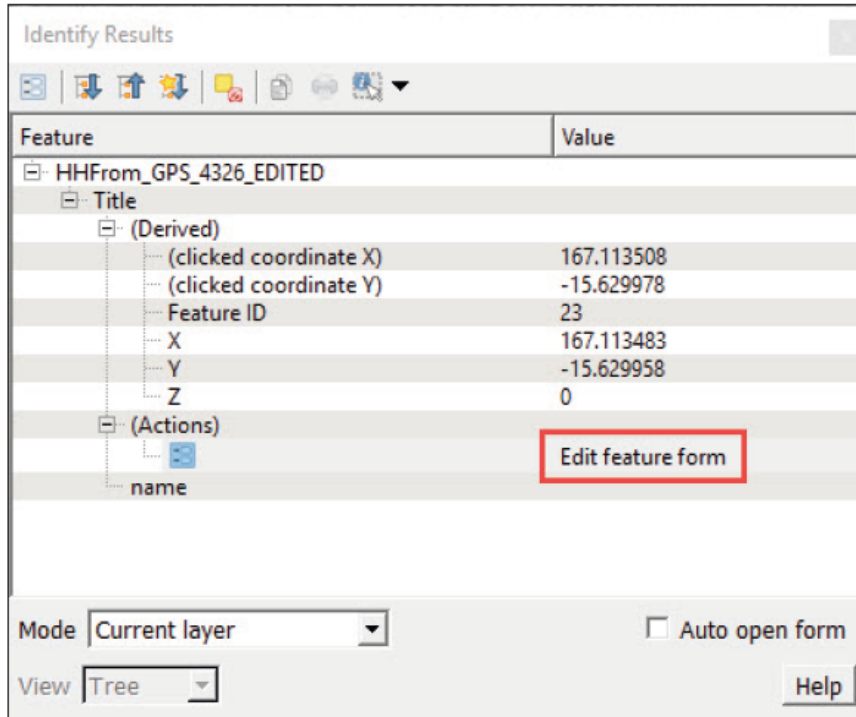 Identify Results
Feature Value
HHFrom_GPS_4326_EDITED
Title
(Derived)
(clicked coordinate X) 167.113508
(clicked coordinate Y) -15.629978
Feature ID 23
X 167.113483
Y -15.629958
Z 0
(Actions)
Edit feature form
name
Mode Current layer Auto open form
View Tree Help